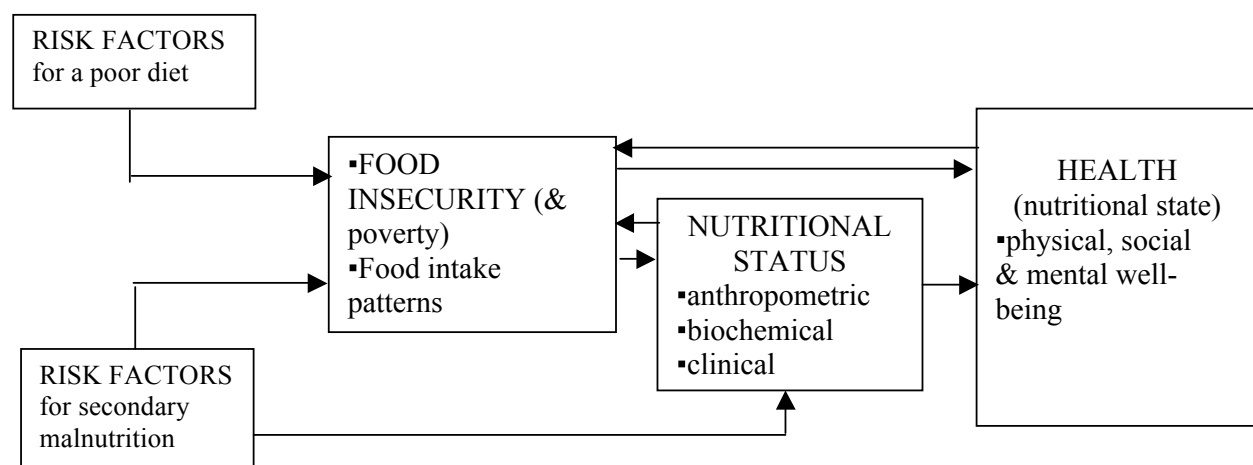 RISK FACTORS
for a poor diet
▪FOOD
INSECURITY (&
poverty)
▪Food intake
patterns
RISK FACTORS
for secondary
malnutrition
NUTRITIONAL
STATUS
▪anthropometric
▪biochemical
▪clinical
HEALTH
(nutritional state)
▪physical, social
& mental well-
being